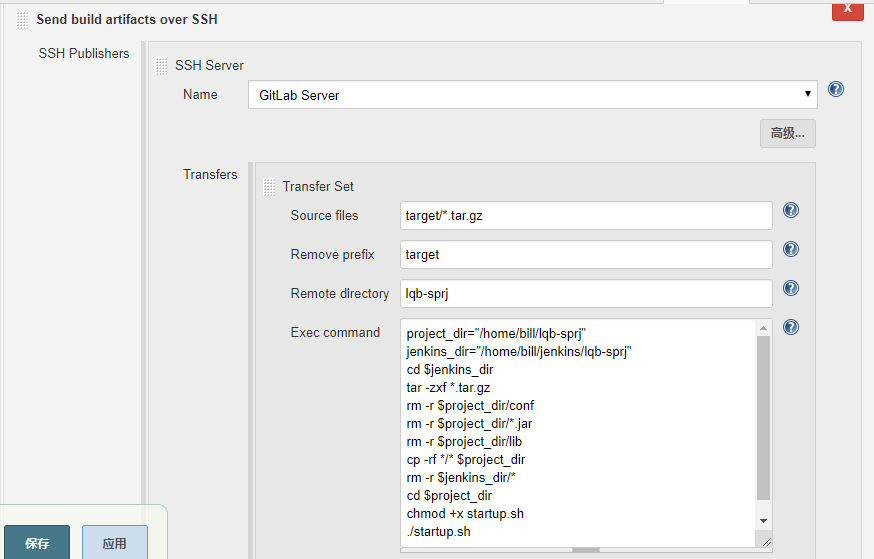 X
Send build artifacts over SSH
SSH Publishers
SSH Server
Name
GitLab Server
高级...
Transfers
Transfer Set
Source files
target/*.tar.gz
Remove prefix
target
Remote directory
lqb-sprj
Exec command
project_dir="/home/bill/lqb-sprj"
jenkins_dir="/home/bill/jenkins/lqb-sprj"
cd $jenkins_dir
tar -zxf *.tar.gz
rm -r $project_dir/conf
rm -r $project_dir/*.jar
rm -r $project_dir/lib
cp -rf */* $project_dir
rm -r $jenkins_dir/*
cd $project_dir
chmod +x startup.sh
./startup.sh
保存
应用